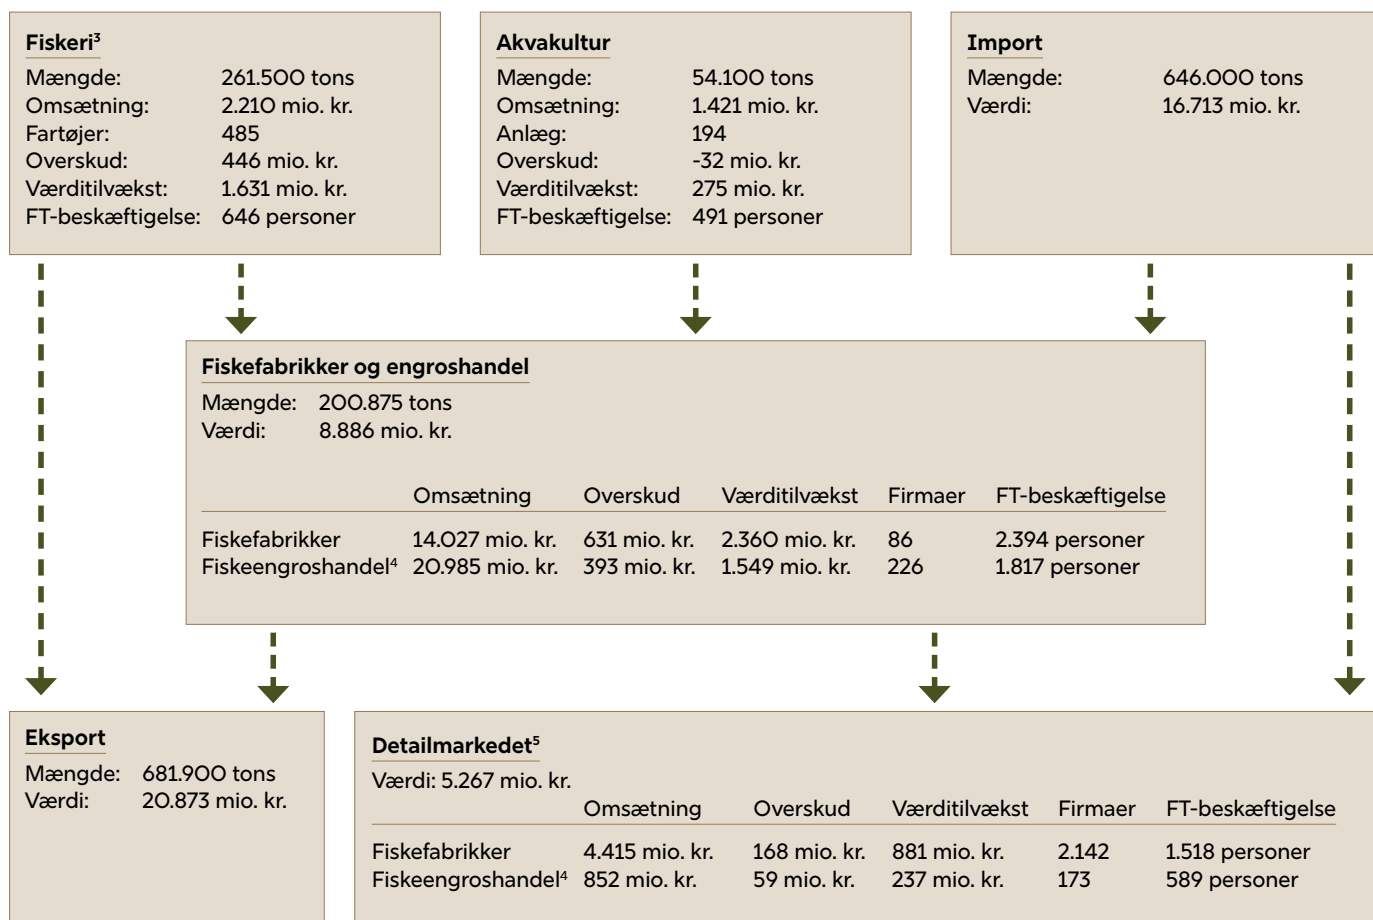 Fiskeri³
Mængde: 261.500 tons
Omsætning: 2.210 mio. kr.
Fartøjer: 485
Overskud: 446 mio. kr.
Værditilvækst: 1.631 mio. kr.
FT-beskæftigelse: 646 personer
Akvakultur
Mængde: 54.100 tons
Omsætning: 1.421 mio. kr.
Anlæg: 194
Overskud: -32 mio. kr.
Værditilvækst: 275 mio. kr.
FT-beskæftigelse: 491 personer
Import
Mængde: 646.000 tons
Værdi: 16.713 mio. kr.
Fiskefabrikker og engroshandel
Mængde: 200.875 tons
Værdi: 8.886 mio. kr.
Omsætning Overskud Værditilvækst Firmaer FT-beskæftigelse
Fiskefabrikker 14.027 mio. kr. 631 mio. kr. 2.360 mio. kr. 86 2.394 personer
Fiskeengroshandel⁴ 20.985 mio. kr. 393 mio. kr. 1.549 mio. kr. 226 1.817 personer
Eksport
Mængde: 681.900 tons
Værdi: 20.873 mio. kr.
Detailmarkedet⁵
Værdi: 5.267 mio. kr.
Omsætning Overskud Værditilvækst Firmaer FT-beskæftigelse
Fiskefabrikker 4.415 mio. kr. 168 mio. kr. 881 mio. kr. 2.142 1.518 personer
Fiskeengroshandel⁴ 852 mio. kr. 59 mio. kr. 237 mio. kr. 173 589 personer